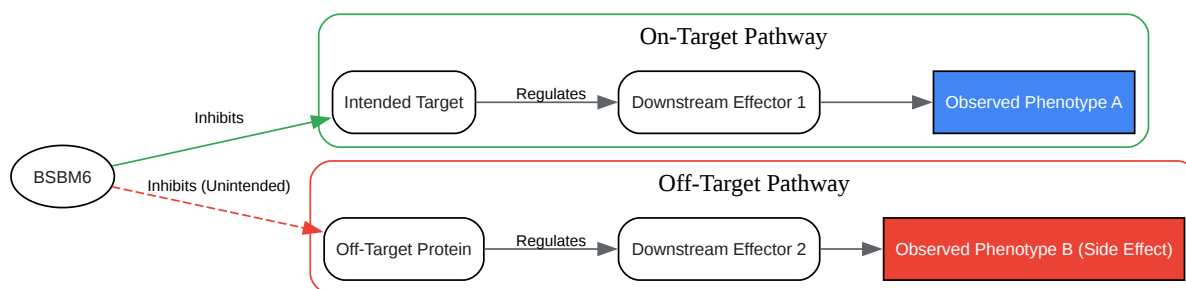 On-Target Pathway
Intended Target
Regulates
Downstream Effector 1
Observed Phenotype A
Inhibits
BSBM6
Inhibits (Unintended)
Off-Target Pathway
Off-Target Protein
Regulates
Downstream Effector 2
Observed Phenotype B (Side Effect)